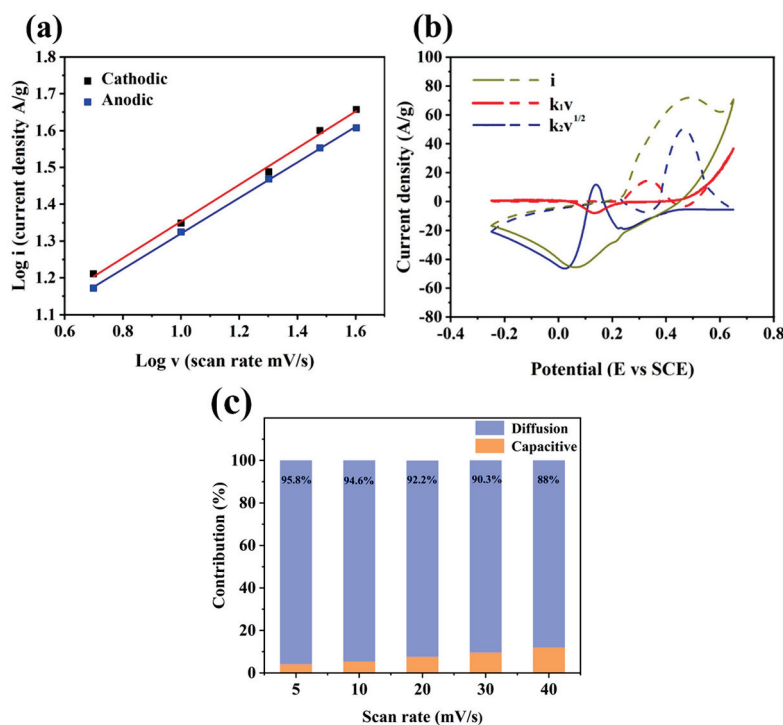 (a)
Cathodic
Anodic
1.8
1.7
1.6
1.5
1.4
1.3
1.2
1.1
0.6
0.8
1.0
1.2
1.4
1.6
Log i (current density A/g)
Log v (scan rate mV/s)
(b)
i
k₁v
k₂v¹/²
100
80
60
40
20
0
-20
-40
-60
-80
-0.4
-0.2
0.0
0.2
0.4
0.6
0.8
Current density (A/g)
Potential (E vs SCE)
(c)
Diffusion
Capacitive
100
80
60
40
20
0
95.8%
94.6%
92.2%
90.3%
88%
5
10
20
30
40
Contribution (%)
Scan rate (mV/s)